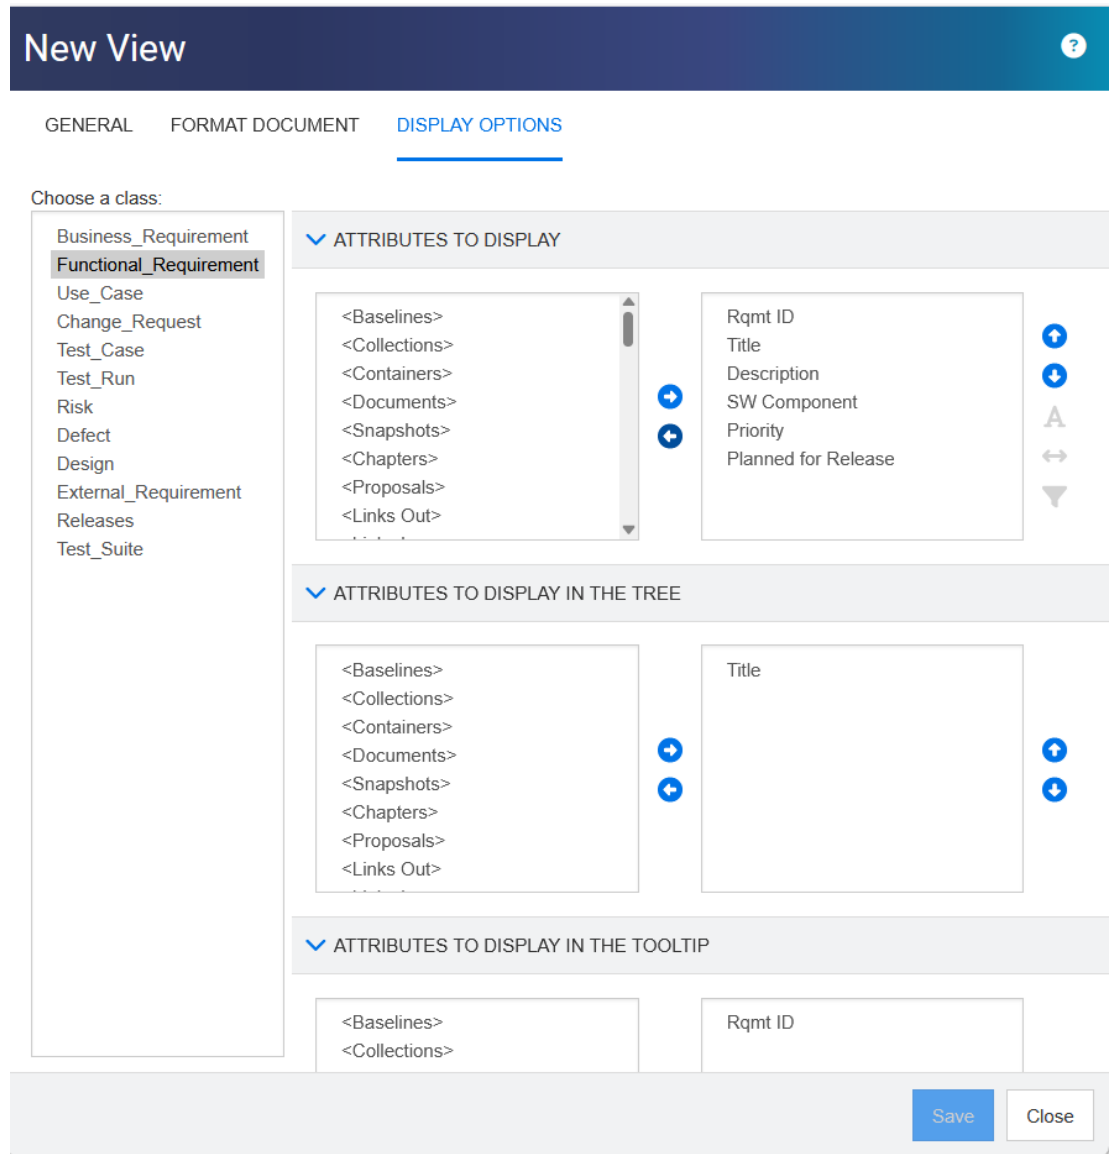 New View
?
GENERAL FORMAT DOCUMENT DISPLAY OPTIONS
Choose a class:
Business_Requirement
Functional_Requirement
Use_Case
Change_Request
Test_Case
Test_Run
Risk
Defect
Design
External_Requirement
Releases
Test_Suite
ATTRIBUTES TO DISPLAY
<Baselines>
<Collections>
<Containers>
<Documents>
<Snapshots>
<Chapters>
<Proposals>
<Links Out>
Rqmt ID
Title
Description
SW Component
Priority
Planned for Release
A
ATTRIBUTES TO DISPLAY IN THE TREE
<Baselines>
<Collections>
<Containers>
<Documents>
<Snapshots>
<Chapters>
<Proposals>
<Links Out>
Title
ATTRIBUTES TO DISPLAY IN THE TOOLTIP
<Baselines>
<Collections>
Rqmt ID
Save Close